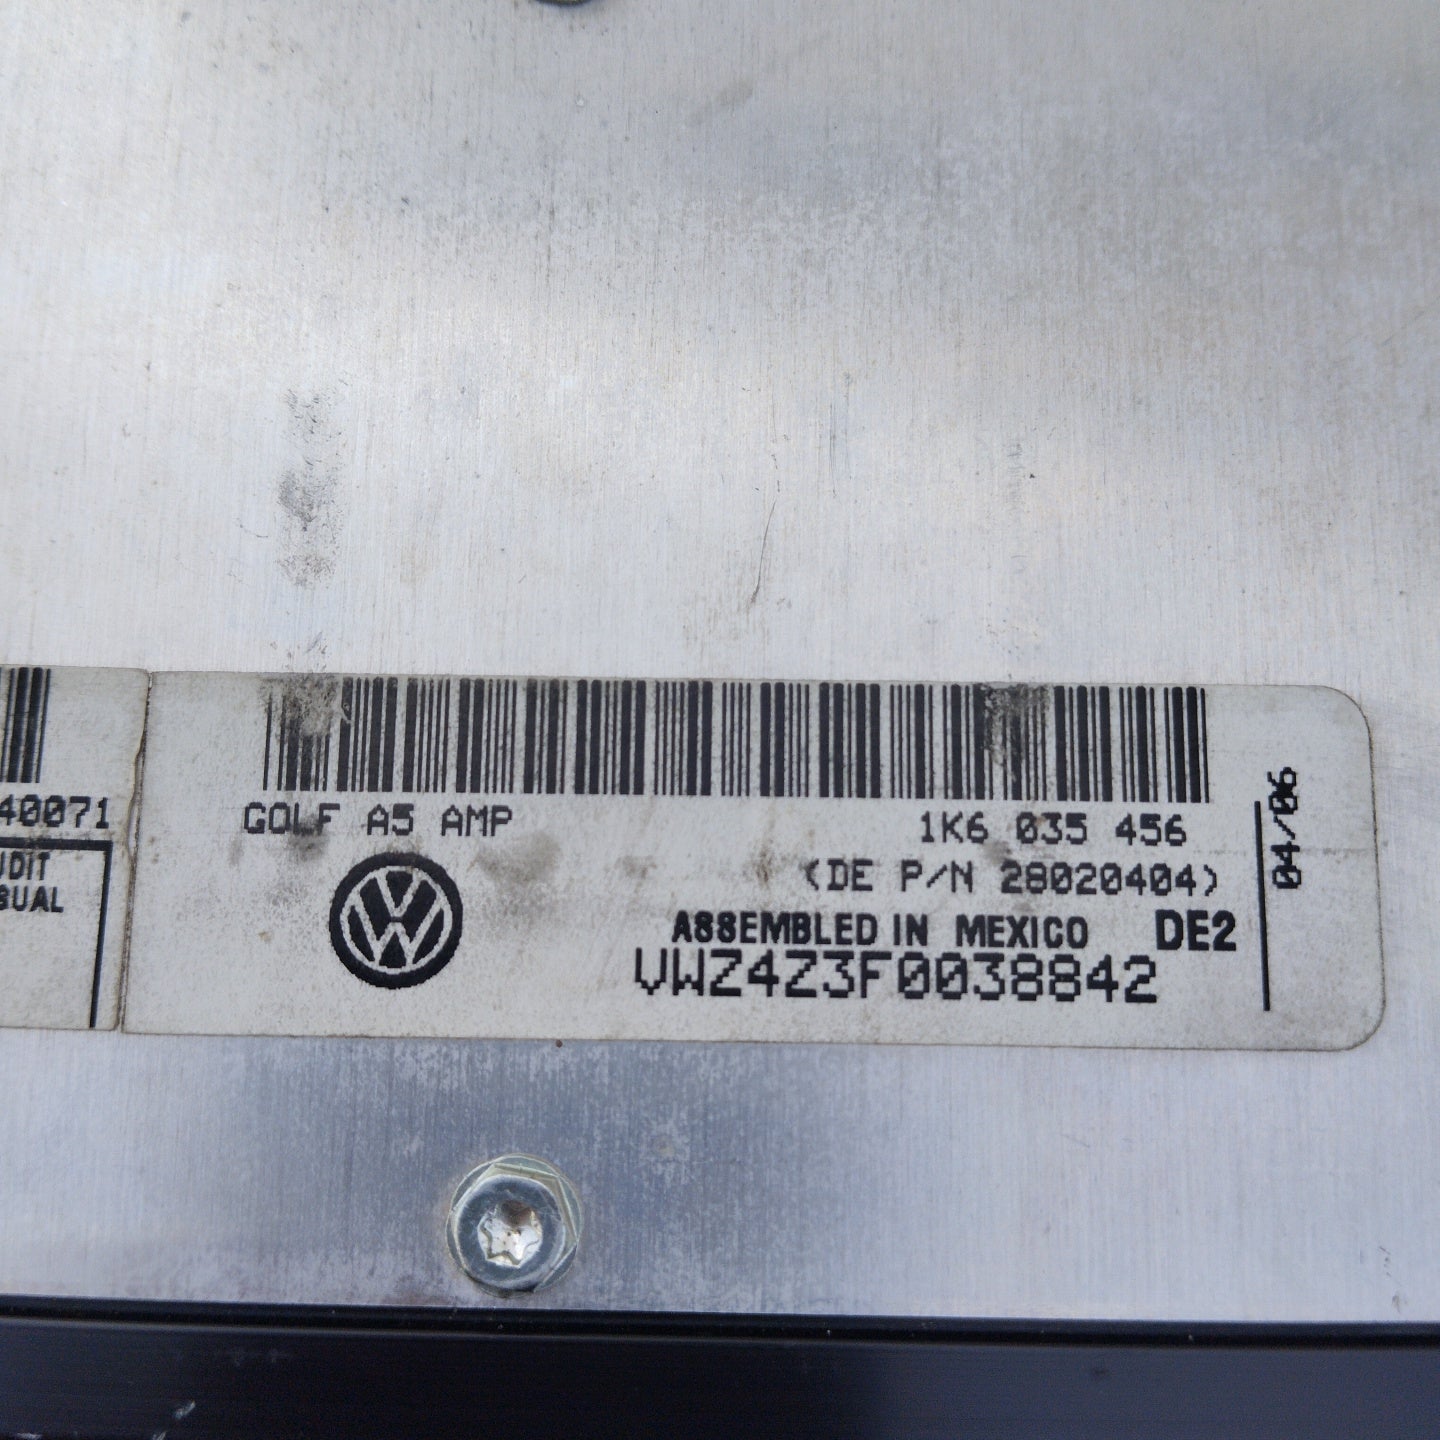 40071
UDIT
SUAL
GOLF A5 AMP
1K6 035 456
(DE P/N 28020404)
ASSEMBLED IN MEXICO DE2
VWZ4Z3F0038842
04/06